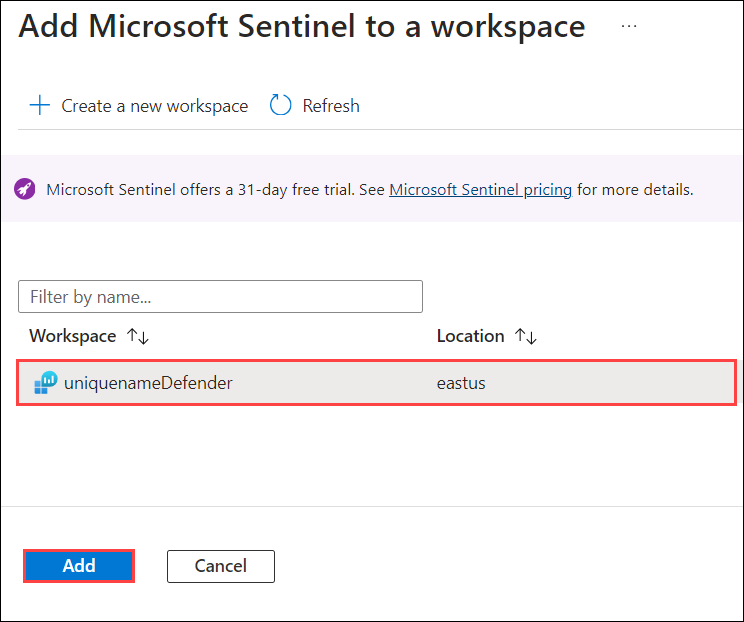 Add Microsoft Sentinel to a workspace ...
Create a new workspace Refresh
Microsoft Sentinel offers a 31-day free trial. See Microsoft Sentinel pricing for more details.
Filter by name...
Workspace Location
uniquenameDefender eastus
Add Cancel